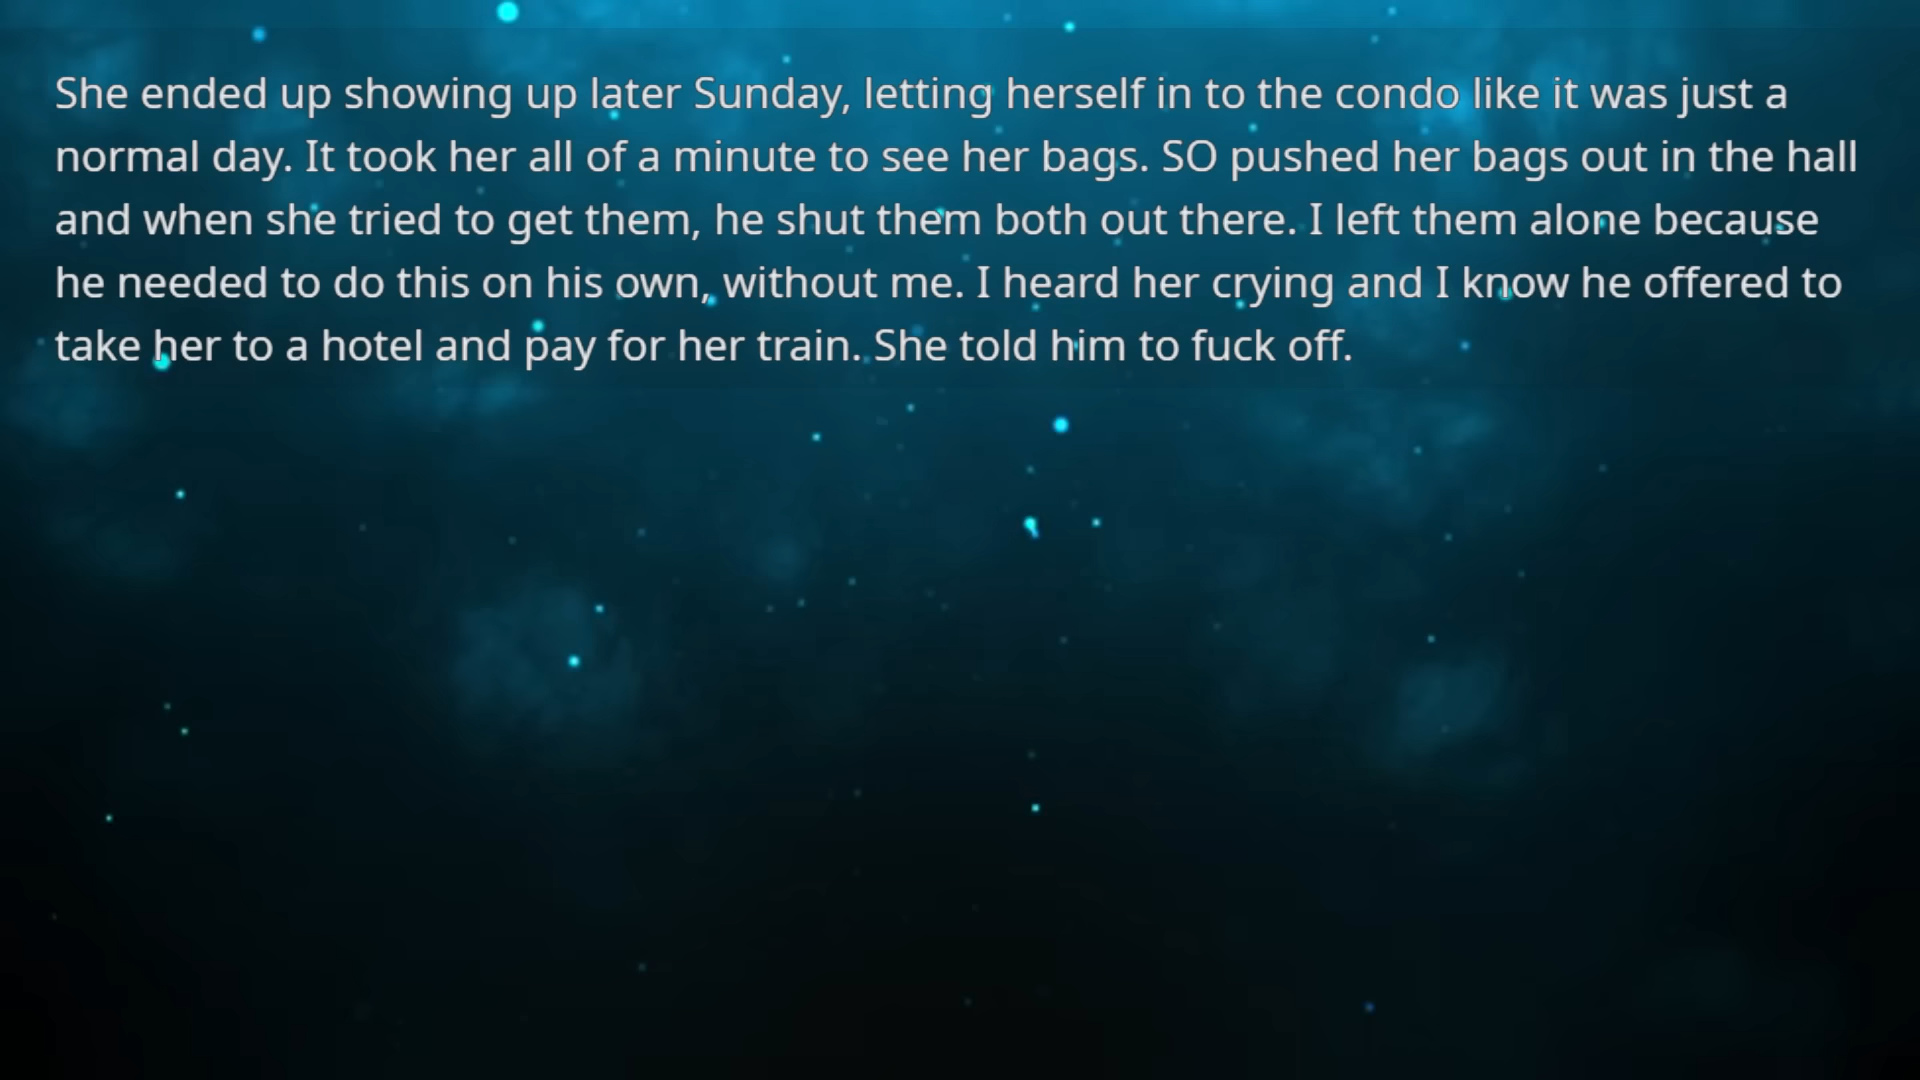 She ended up showing up later Sunday, letting herself in to the condo like it was just a
normal day. It took her all of a minute to see her bags. SO pushed her bags out in the hall
and when she tried to get them, he shut them both out there. I left them alone because
he needed to do this on his own, without me. I heard her crying and I know he offered to
take her to a hotel and pay for her train. She told him to fuck off.